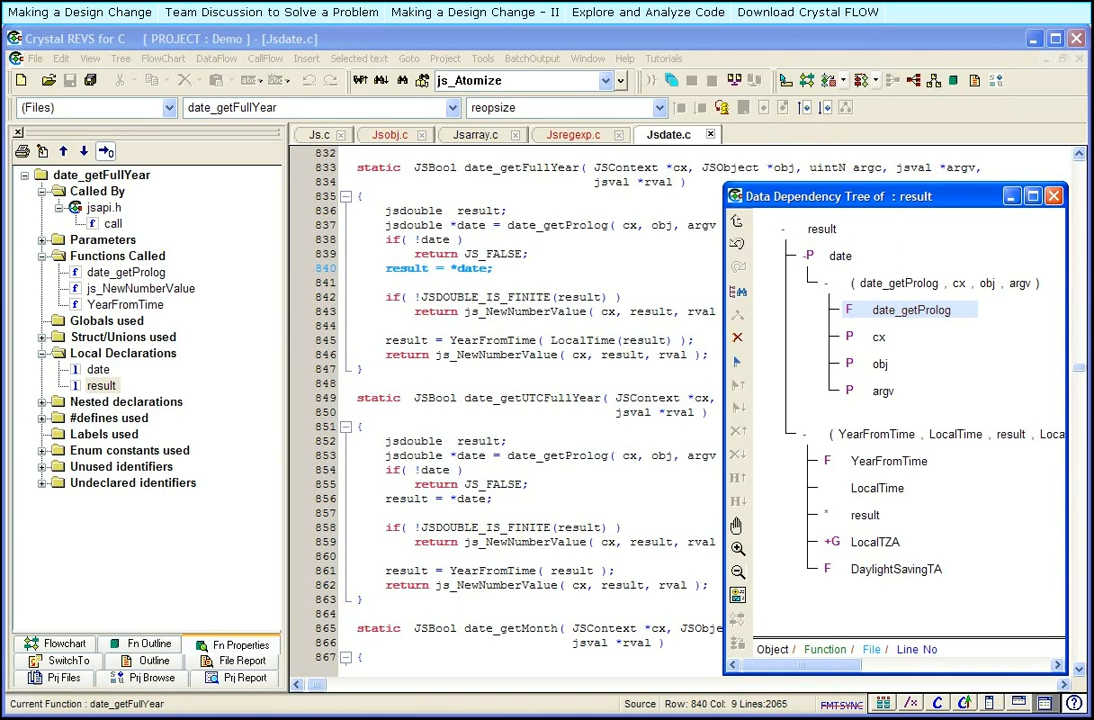 Making a Design Change Team Discussion to Solve a Problem Making a Design Change - II Explore and Analyze Code Download Crystal FLOW
Crystal REVS for C [ PROJECT : Demo ] - [Jsdate.c]
File Edit View Tree FlowChart DataFlow CallFlow Insert Selected text Goto Project Tools BatchOutput Window Help Tutorials
js_Atomize
(Files) date_getFullYear reopsize
Js.c Jsobj.c Jsarray.c Jsregexp.c Jsdate.c
date_getFullYear
Called By
jsapi.h
call
Parameters
Functions Called
date_getProlog
js_NewNumberValue
YearFromTime
Globals used
Struct/Unions used
Local Declarations
date
result
Nested declarations
#defines used
Labels used
Enum constants used
Unused identifiers
Undeclared identifiers
Flowchart Fn Outline Fn Properties
SwitchTo Outline File Report
Prj Files Prj Browse Prj Report
832
833 static JSBool date_getFullYear( JSContext *cx, JSObject *obj, uintN argc, jsval *argv,
834 jsval *rval )
835 {
836 jsdouble result;
837 jsdouble *date = date_getProlog( cx, obj, argv
838 if( !date )
839 return JS_FALSE;
840 result = *date;
841
842 if( !JSDOUBLE_IS_FINITE(result) )
843 return js_NewNumberValue( cx, result, rval
844
845 result = YearFromTime( LocalTime(result) );
846 return js_NewNumberValue( cx, result, rval );
847 }
848
849 static JSBool date_getUTCFullYear( JSContext *cx,
850 jsval *rval )
851 {
852 jsdouble result;
853 jsdouble *date = date_getProlog( cx, obj, argv
854 if( !date )
855 return JS_FALSE;
856 result = *date;
857
858 if( !JSDOUBLE_IS_FINITE(result) )
859 return js_NewNumberValue( cx, result, rval
860
861 result = YearFromTime( result );
862 return js_NewNumberValue( cx, result, rval );
863 }
864
865 static JSBool date_getMonth( JSContext *cx, JSObje
866 jsval *rval )
867 {
Data Dependency Tree of : result
result
-P date
- ( date_getProlog , cx , obj , argv )
F date_getProlog
P cx
P obj
P argv
- ( YearFromTime , LocalTime , result , Loca
F YearFromTime
LocalTime
* result
+G LocalTZA
F DaylightSavingTA
Object / Function / File / Line No
Current Function : date_getFullYear Source Row: 840 Col: 9 Lines:2065 FMTSYNC